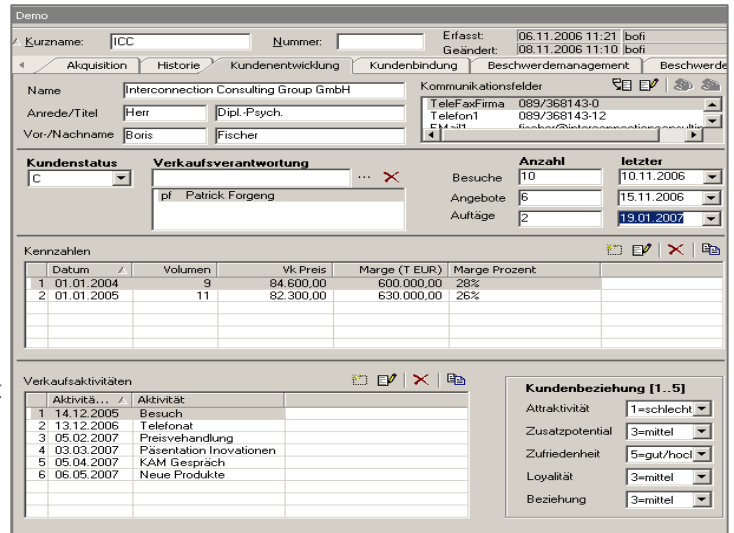 Demo
Kurzname: ICC Nummer: Erfasst: 06.11.2006 11:21 bofi
Geändert: 08.11.2006 11:10 bofi
Akquisition Historie Kundenentwicklung Kundenbindung Beschwerdemanagement Beschwerde
Name Interconnection Consulting Group GmbH Kommunikationsfelder
Anrede/Titel Herr Dipl.-Psych.
TeleFaxFirma 089/368143-0
Telefon1 089/368143-12
Vor-/Nachname Boris Fischer
EMail1 fischer@interconnectionconsultin
Kundenstatus Verkaufsverantwortung Anzahl letzter
C ... Besuche 10 10.11.2006
pf Patrick Forgeng Angebote 6 15.11.2006
Auftäge 2 19.01.2007
Kennzahlen
Datum Volumen Vk Preis Marge (T EUR) Marge Prozent
1 01.01.2004 9 84.600,00 600.000,00 28%
2 01.01.2005 11 82.300,00 630.000,00 26%
Verkaufsaktivitäten Kundenbeziehung [1..5]
Aktivitä... Aktivität
1 14.12.2005 Besuch
2 13.12.2006 Telefonat
3 05.02.2007 Preisvehandlung
4 03.03.2007 Päsentation Inovationen
5 05.04.2007 KAM Gespräch
6 06.05.2007 Neue Produkte
Attraktivität 1=schlecht
Zusatzpotential 3=mittel
Zufriedenheit 5=gut/hocl
Loyalität 3=mittel
Beziehung 3=mittel